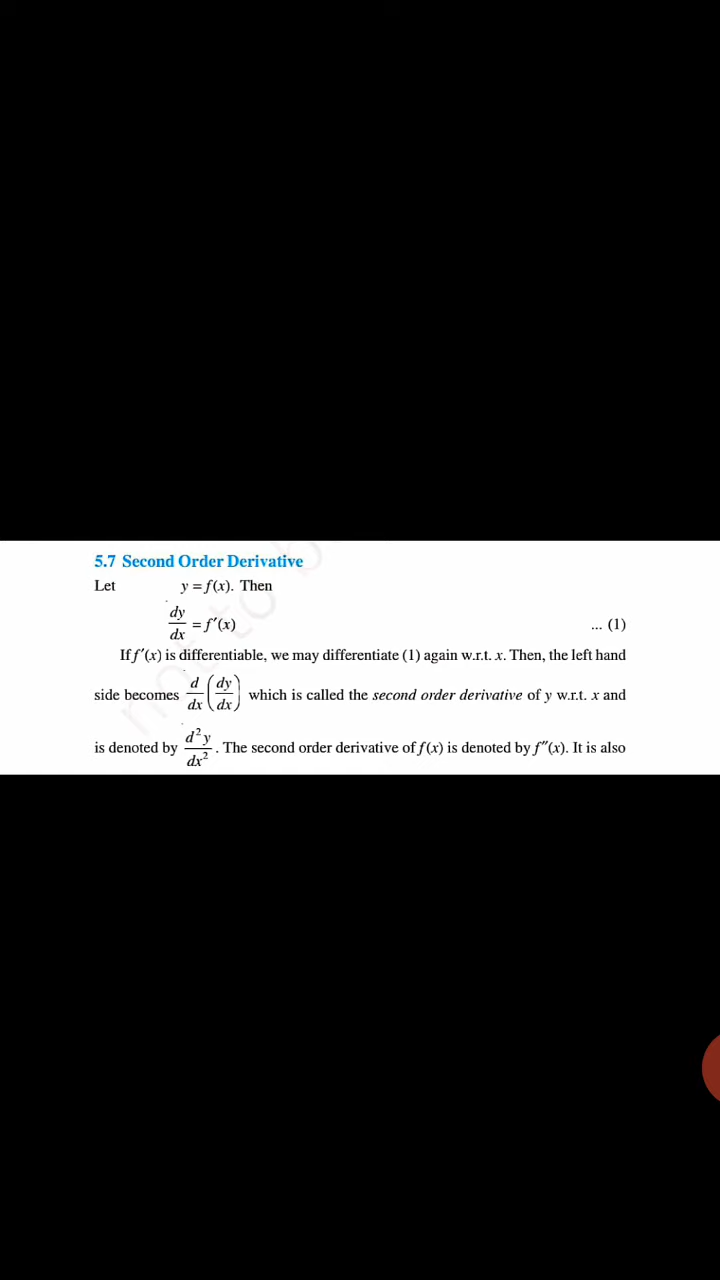 5.7 Second Order Derivative
Let y = f(x). Then
dy/dx = f′(x) ... (1)
If f′(x) is differentiable, we may differentiate (1) again w.r.t. x. Then, the left hand
side becomes d/dx (dy/dx) which is called the second order derivative of y w.r.t. x and
is denoted by d²y/dx². The second order derivative of f(x) is denoted by f″(x). It is also
not to b